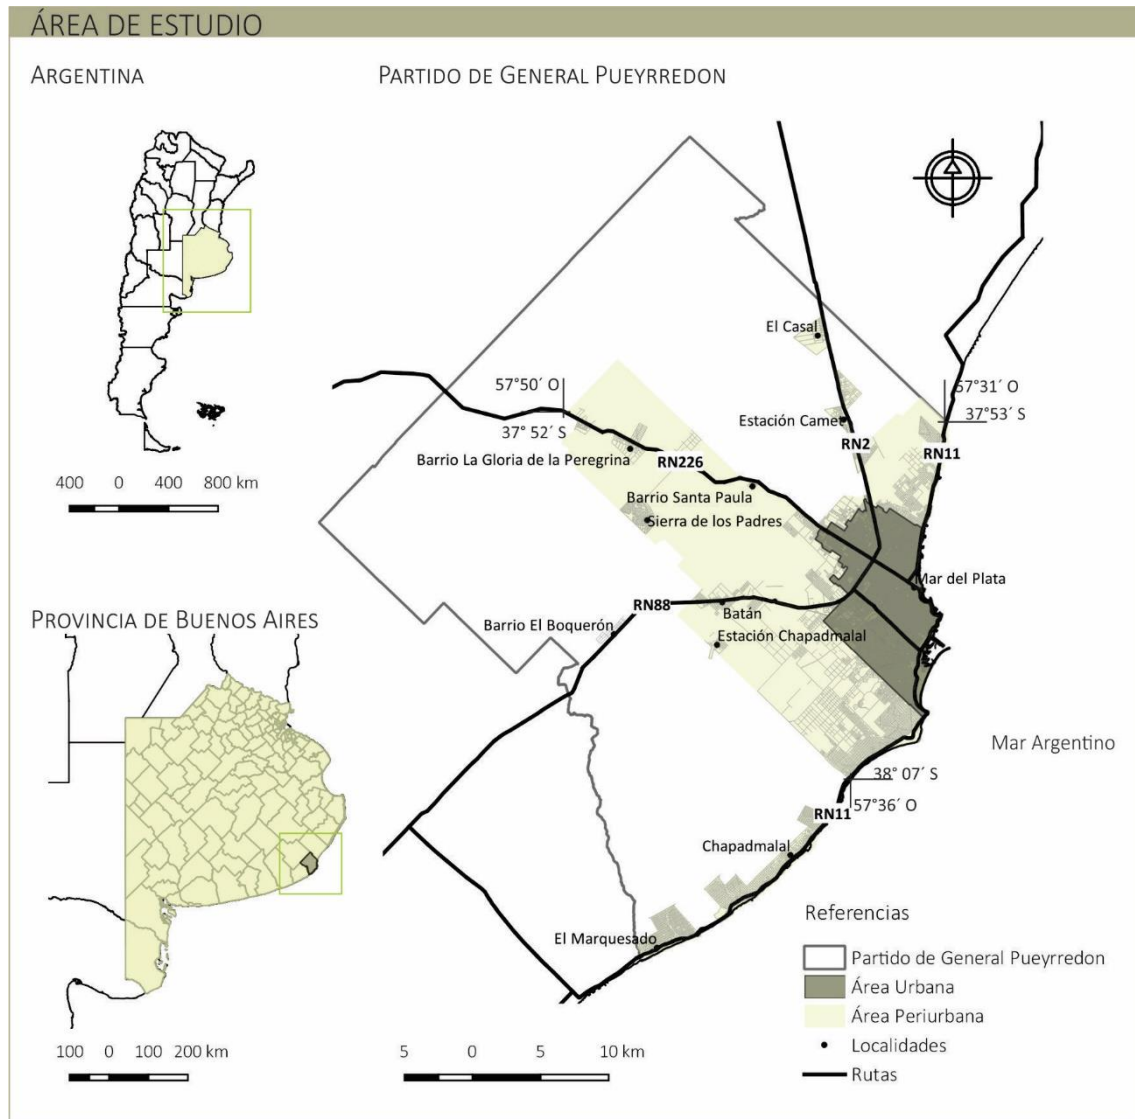 ÁREA DE ESTUDIO
ARGENTINA
PARTIDO DE GENERAL PUEYRREDON
El Casal
57°50´ O
57°31´ O
37° 52´ S
37°53´ S
Estación Camet
RN2
RN11
Barrio La Gloria de la Peregrina
RN226
Barrio Santa Paula
Sierra de los Padres
400 0 400 800 km
Mar del Plata
RN88
Batán
PROVINCIA DE BUENOS AIRES
Barrio El Boquerón
Estación Chapadmalal
Mar Argentino
38° 07´ S
57°36´ O
RN11
Chapadmalal
El Marquesado
Referencias
Partido de General Pueyrredon
Área Urbana
Área Periurbana
Localidades
Rutas
100 0 100 200 km
5 0 5 10 km